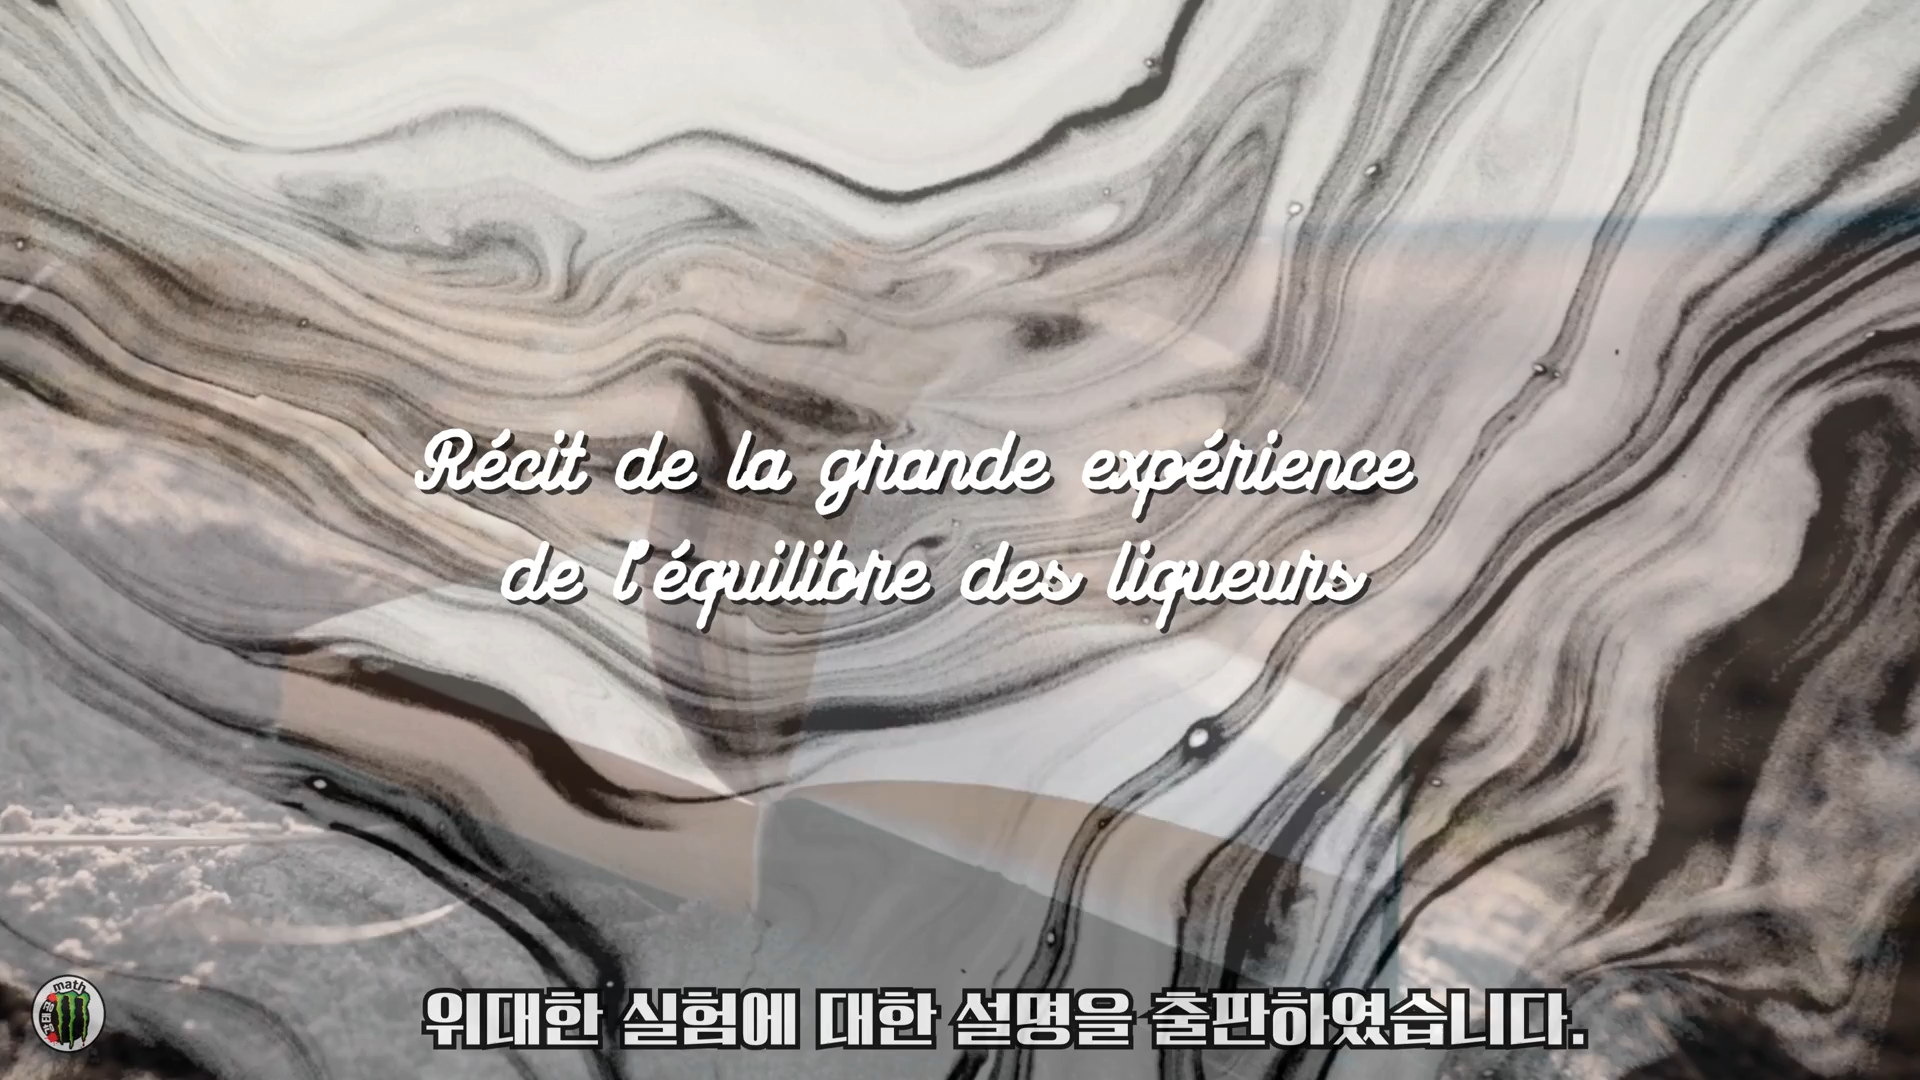 Récit de la grande expérience
de l'équilibre des liqueurs
위대한 실험에 대한 설명을 출판하였습니다.
math